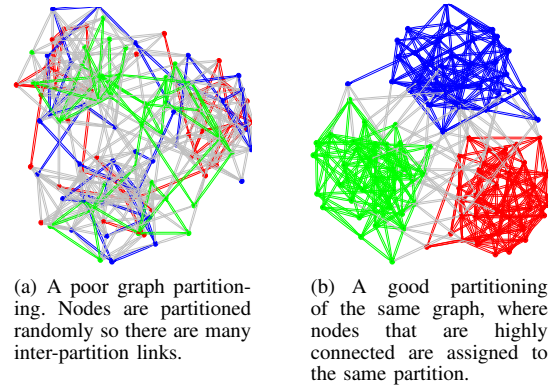 (a) A poor graph partition-
ing. Nodes are partitioned
randomly so there are many
inter-partition links.
(b) A good partitioning
of the same graph, where
nodes that are highly
connected are assigned to
the same partition.